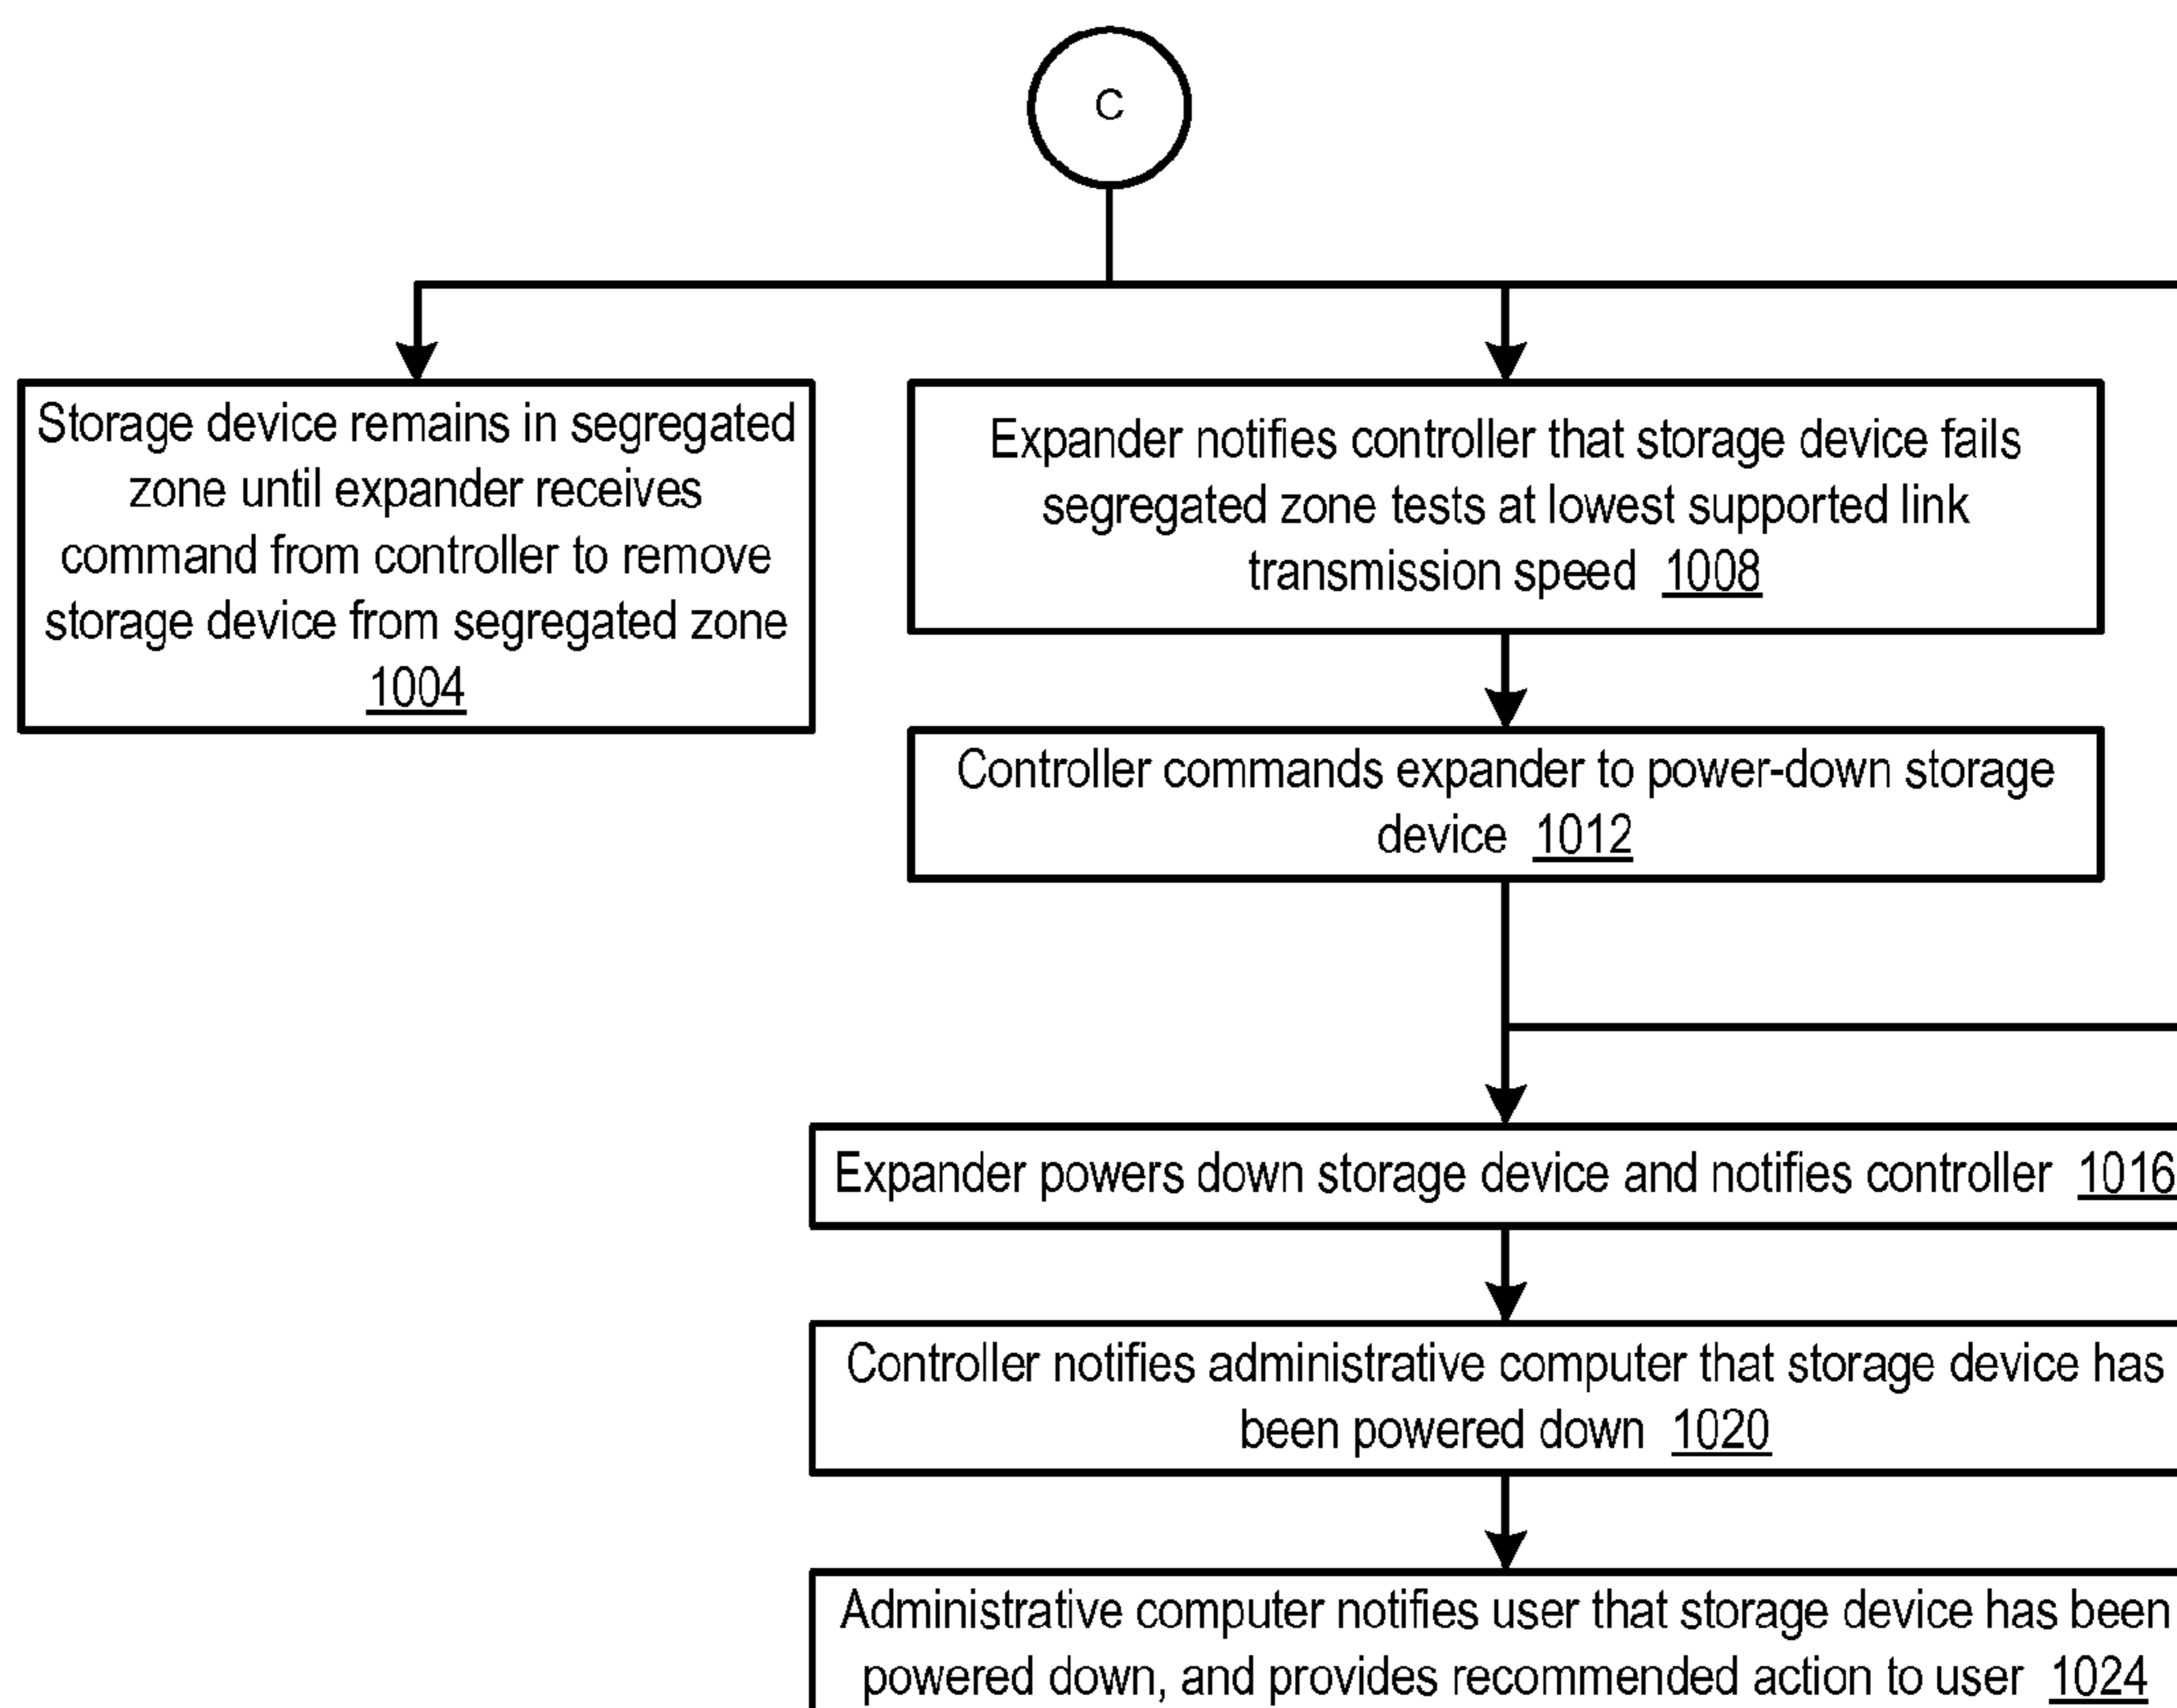 C
Storage device remains in segregated
zone until expander receives
command from controller to remove
storage device from segregated zone
1004
Expander notifies controller that storage device fails
segregated zone tests at lowest supported link
transmission speed 1008
Controller commands expander to power-down storage
device 1012
Expander powers down storage device and notifies controller 1016
Controller notifies administrative computer that storage device has
been powered down 1020
Administrative computer notifies user that storage device has been
powered down, and provides recommended action to user 1024